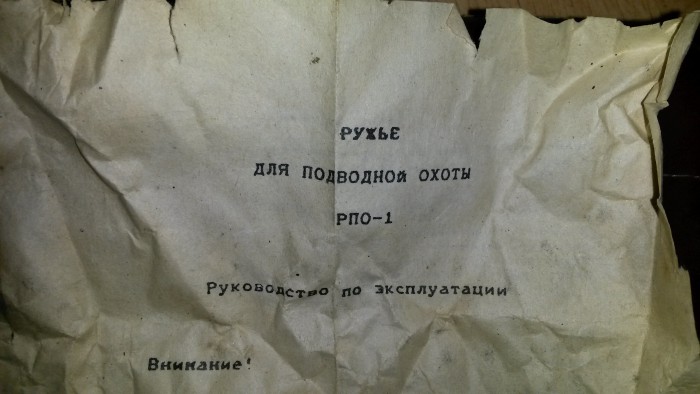 РУЖЬЕ
ДЛЯ ПОДВОДНОЙ ОХОТЫ
РПО-1
Руководство по эксплуатации
Внимание!